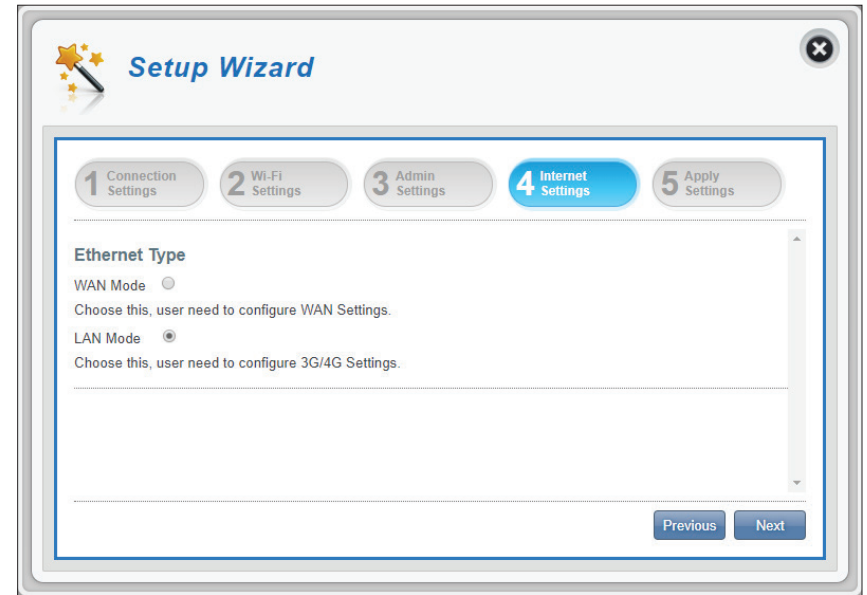 Setup Wizard
1 Connection Settings
2 Wi-Fi Settings
3 Admin Settings
4 Internet Settings
5 Apply Settings
Ethernet Type
WAN Mode
Choose this, user need to configure WAN Settings.
LAN Mode
Choose this, user need to configure 3G/4G Settings.
Previous Next